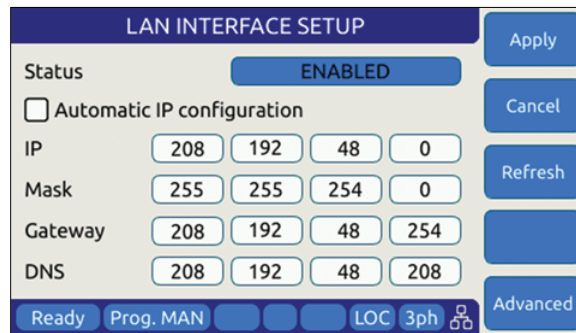 LAN INTERFACE SETUP
Status ENABLED
Automatic IP configuration
IP 208 192 48 0
Mask 255 255 254 0
Gateway 208 192 48 254
DNS 208 192 48 208
Ready Prog. MAN LOC 3ph
Apply
Cancel
Refresh
Advanced